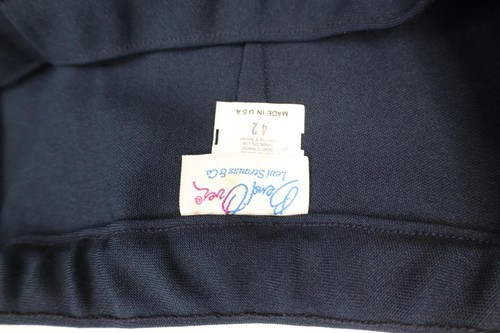 Bend Over®
Levi Strauss & Co.
42
MADE IN U.S.A.